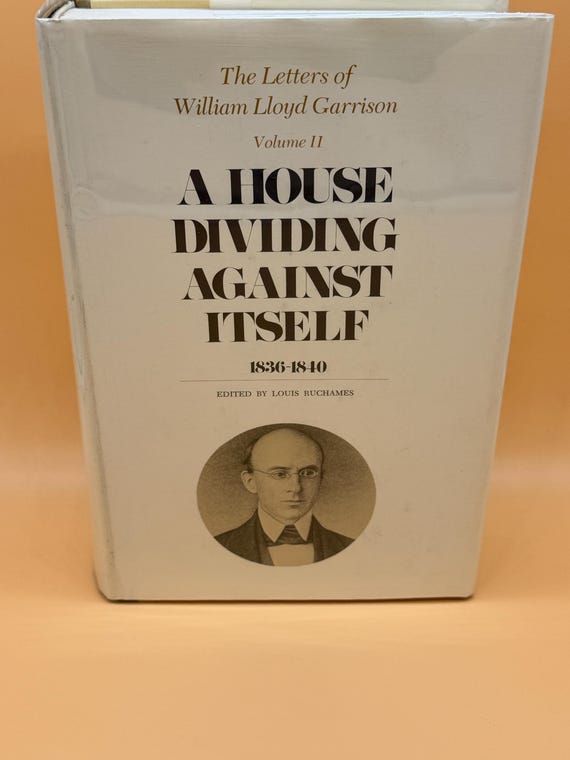 The Letters of
William Lloyd Garrison
Volume II
A HOUSE
DIVIDING
AGAINST
ITSELF
1836-1840
EDITED BY LOUIS RUCHAMES